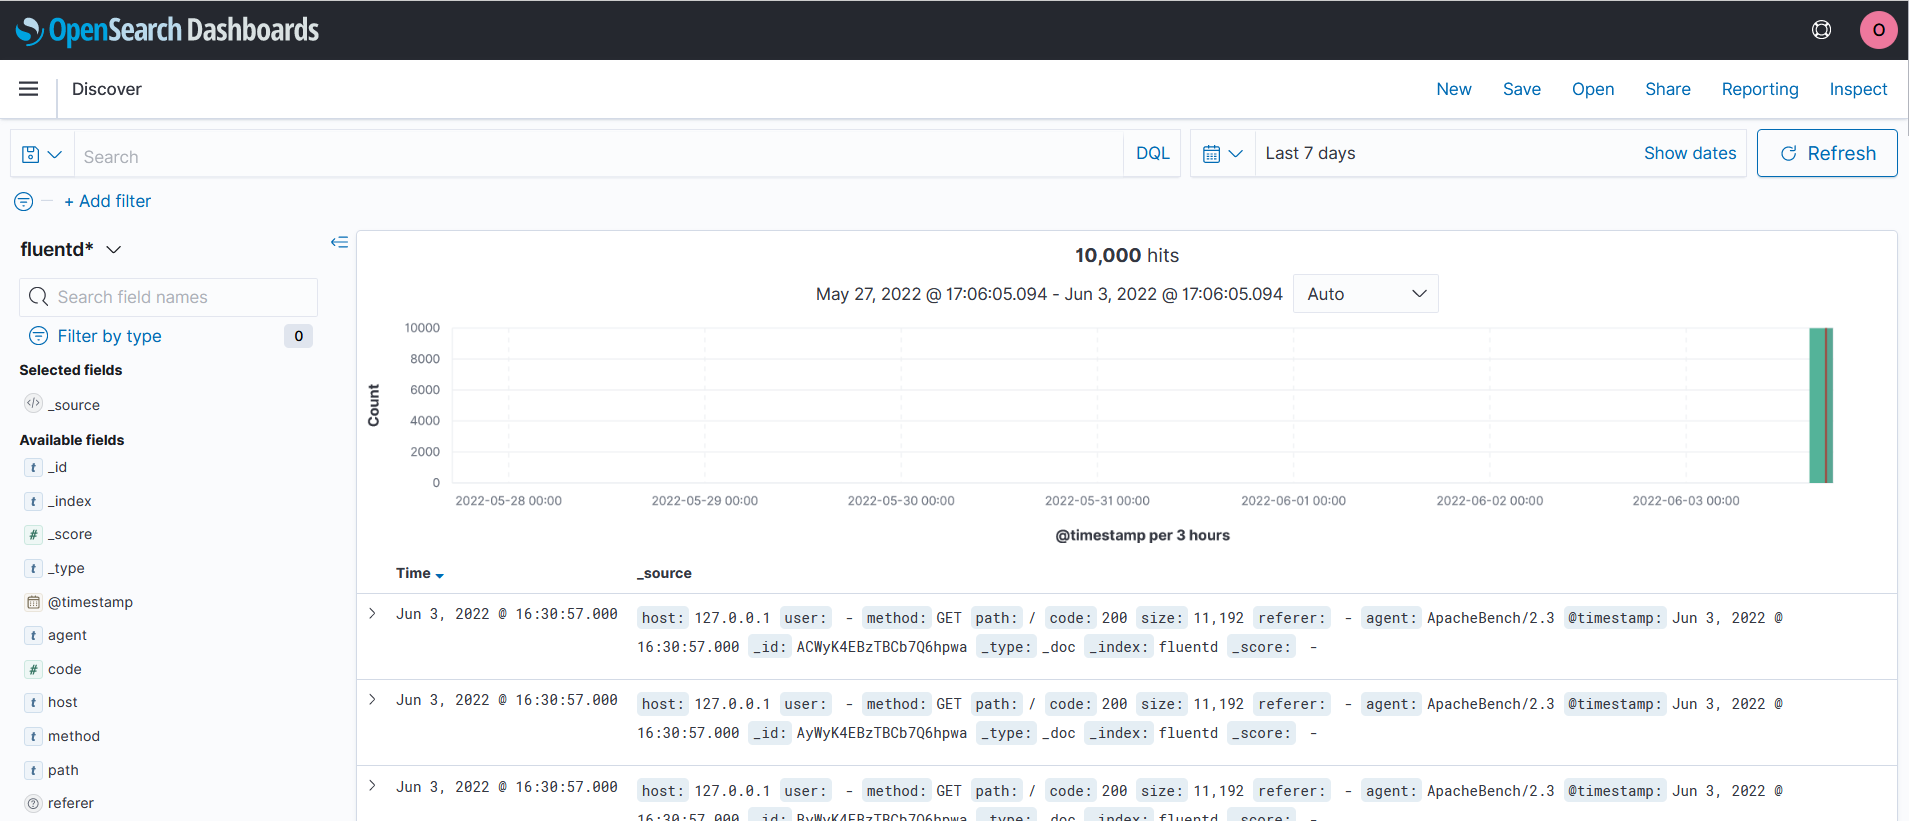 OpenSearch Dashboards
O
Discover
New Save Open Share Reporting Inspect
Search
DQL
Last 7 days
Show dates
Refresh
+ Add filter
fluentd*
Search field names
Filter by type
0
Selected fields
_source
Available fields
t _id
t _index
# _score
t _type
@timestamp
t agent
# code
t host
t method
t path
referer
10,000 hits
May 27, 2022 @ 17:06:05.094 - Jun 3, 2022 @ 17:06:05.094
Auto
Count
10000
8000
6000
4000
2000
0
2022-05-28 00:00 2022-05-29 00:00 2022-05-30 00:00 2022-05-31 00:00 2022-06-01 00:00 2022-06-02 00:00 2022-06-03 00:00
@timestamp per 3 hours
Time _source
Jun 3, 2022 @ 16:30:57.000 host: 127.0.0.1 user: - method: GET path: / code: 200 size: 11,192 referer: - agent: ApacheBench/2.3 @timestamp: Jun 3, 2022 @
16:30:57.000 _id: ACWyK4EBzTBCb7Q6hpwa _type: _doc _index: fluentd _score: -
Jun 3, 2022 @ 16:30:57.000 host: 127.0.0.1 user: - method: GET path: / code: 200 size: 11,192 referer: - agent: ApacheBench/2.3 @timestamp: Jun 3, 2022 @
16:30:57.000 _id: AyWyK4EBzTBCb7Q6hpwa _type: _doc _index: fluentd _score: -
Jun 3, 2022 @ 16:30:57.000 host: 127.0.0.1 user: - method: GET path: / code: 200 size: 11,192 referer: - agent: ApacheBench/2.3 @timestamp: Jun 3, 2022 @
16:30:57.000 _id: ByWyK4EBzTBCb7Q6hpwa _type: _doc _index: fluentd _score: -